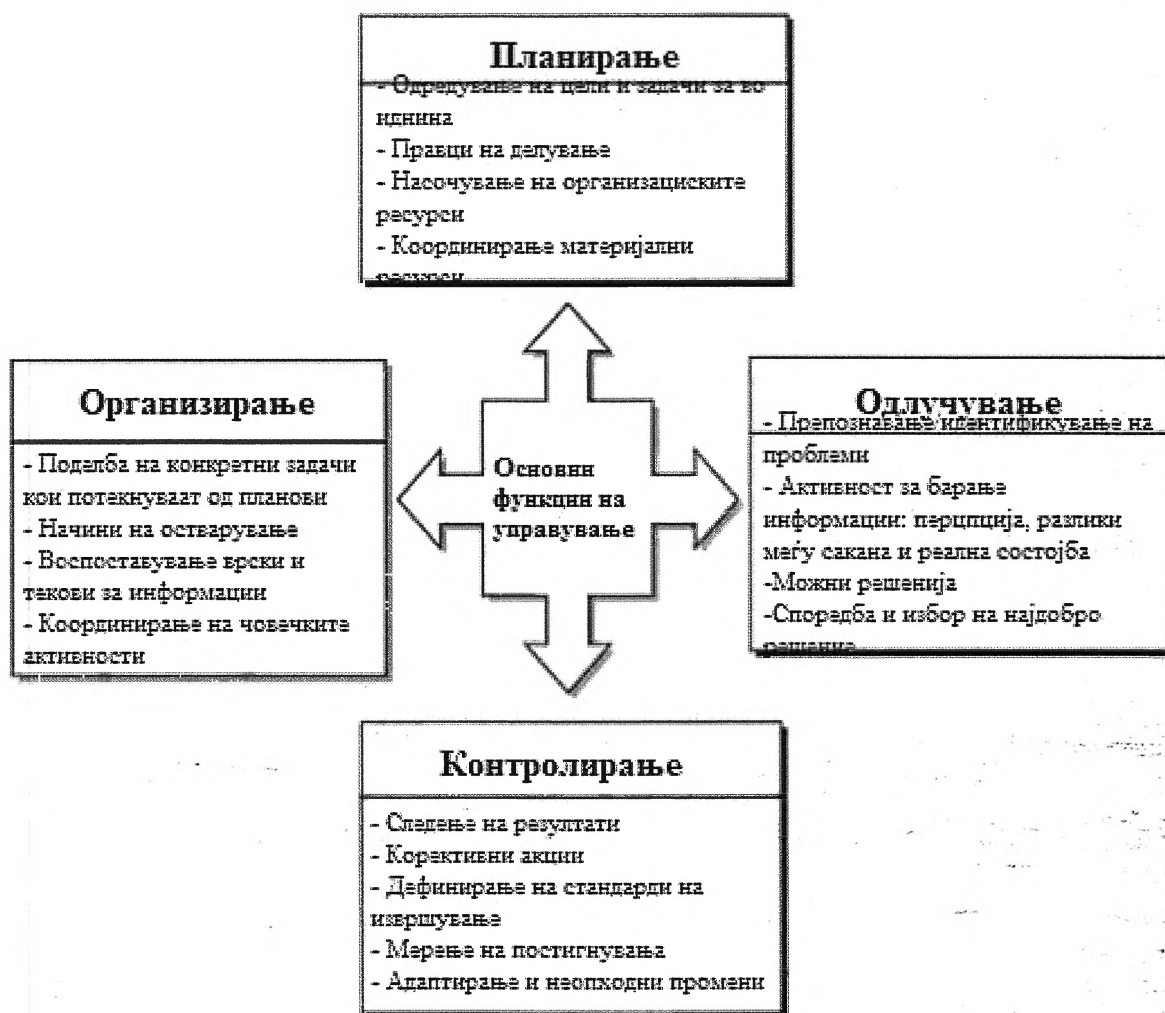 Планирање
- Одредување на цели и задачи за во
иднина
- Правци на делување
- Насочување на организациските
ресурси
- Координирање материјални
ресурси
Организирање
- Поделба на конкретни задачи
кои потекнуваат од планови
- Начини на остварување
- Воспоставување врски и
текови за информации
- Координирање на човечките
активности
Основни
функции на
управување
Одлучување
- Препознавање/идентификување на
проблеми
- Активност за барање
информации: перцпција, разлики
меѓу сакана и реална состојба
-Можни решенија
-Споредба и избор на најдобро
решение
Контролирање
- Следење на резултати
- Корективни акции
- Дефинирање на стандарди на
извршување
- Мерење на постигнувања
- Адаптирање и неопходни промени